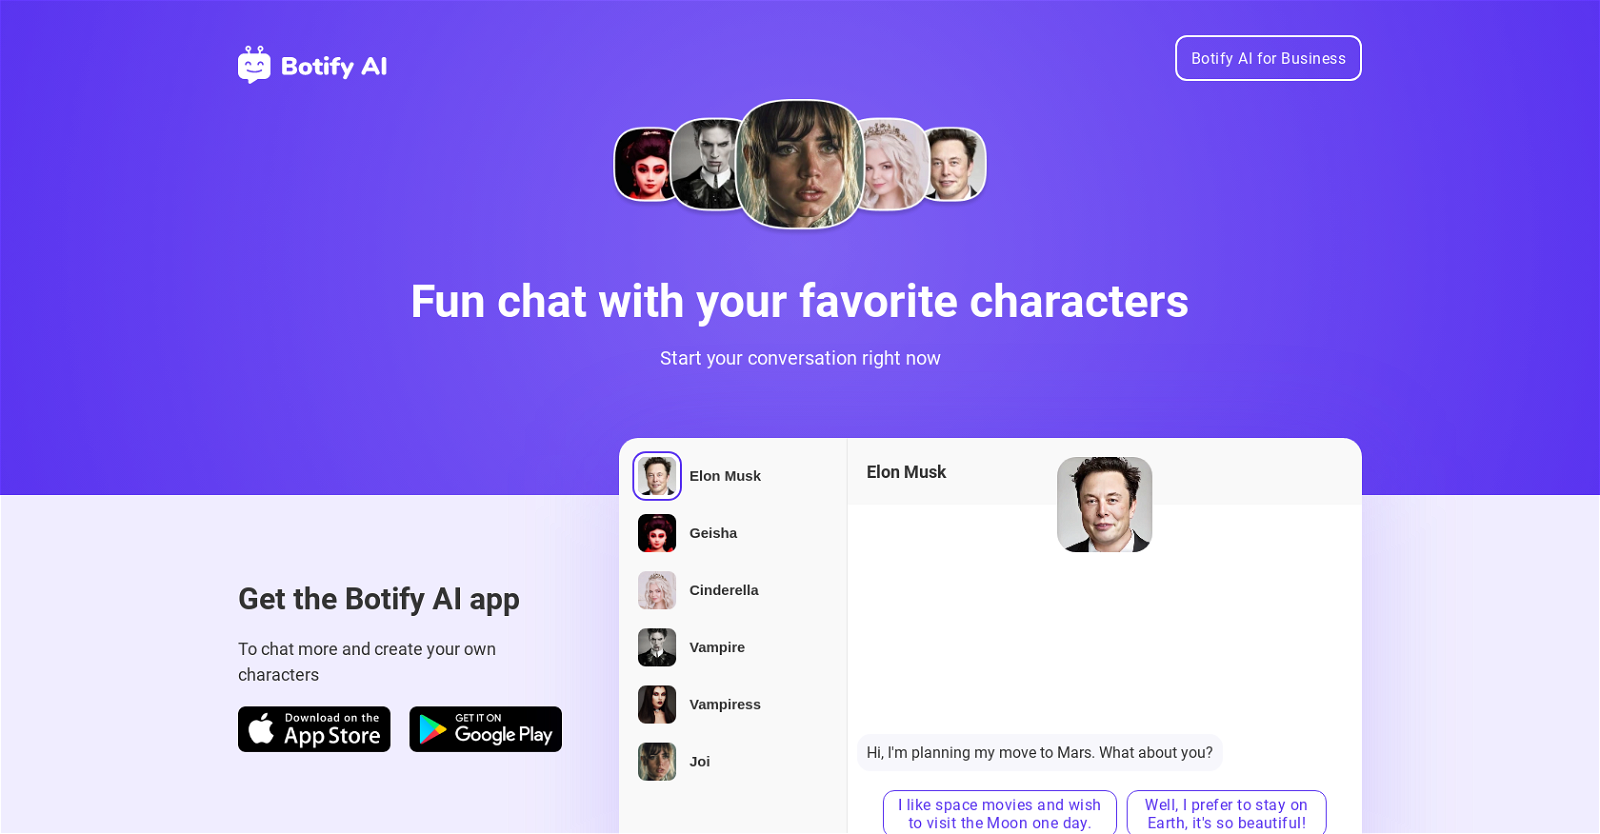 Botify AI
Botify AI for Business
Fun chat with your favorite characters
Start your conversation right now
Get the Botify AI app
To chat more and create your own
characters
Download on the
App Store
GET IT ON
Google Play
Elon Musk
Geisha
Cinderella
Vampire
Vampiress
Joi
Elon Musk
Hi, I'm planning my move to Mars. What about you?
I like space movies and wish
to visit the Moon one day.
Well, I prefer to stay on
Earth, it's so beautiful!